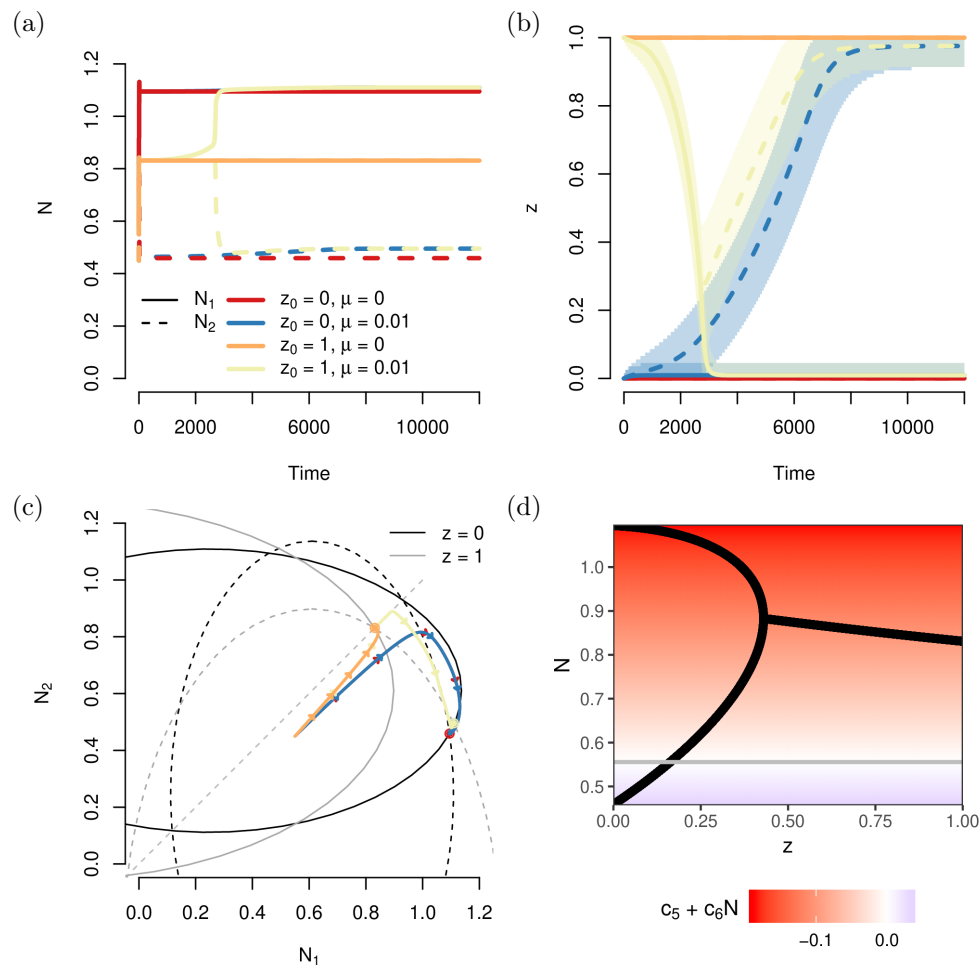 (a)
1.2
1.0
0.8
0.6
0.4
0.2
0.0
N
N₁
N₂
z₀ = 0, μ = 0
z₀ = 0, μ = 0.01
z₀ = 1, μ = 0
z₀ = 1, μ = 0.01
0 2000 6000 10000
Time
(b)
1.0
0.8
0.6
0.4
0.2
0.0
z
0 2000 6000 10000
Time
(c)
1.2
1.0
0.8
0.6
0.4
0.2
0.0
N₂
z = 0
z = 1
0.0 0.2 0.4 0.6 0.8 1.0 1.2
N₁
(d)
1.0
0.9
0.8
0.7
0.6
0.5
N
0.00 0.25 0.50 0.75 1.00
z
c₅ + c₆N
−0.1 0.0